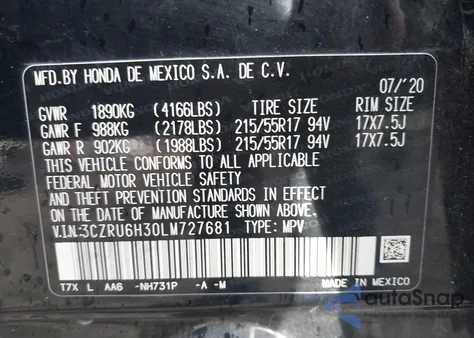 MFD.BY HONDA DE MEXICO S.A. DE C.V.
07/'20
GVWR 1890KG (4166LBS) TIRE SIZE RIM SIZE
GAWR F 988KG (2178LBS) 215/55R17 94V 17X7.5J
GAWR R 902KG (1988LBS) 215/55R17 94V 17X7.5J
THIS VEHICLE CONFORMS TO ALL APPLICABLE
FEDERAL MOTOR VEHICLE SAFETY
AND THEFT PREVENTION STANDARDS IN EFFECT
ON THE DATE OF MANUFACTURE SHOWN ABOVE.
V.I.N:3CZRU6H30LM727681 TYPE: MPV
T7X L AA6 -NH731P -A -M MADE IN MEXICO
autoSnap